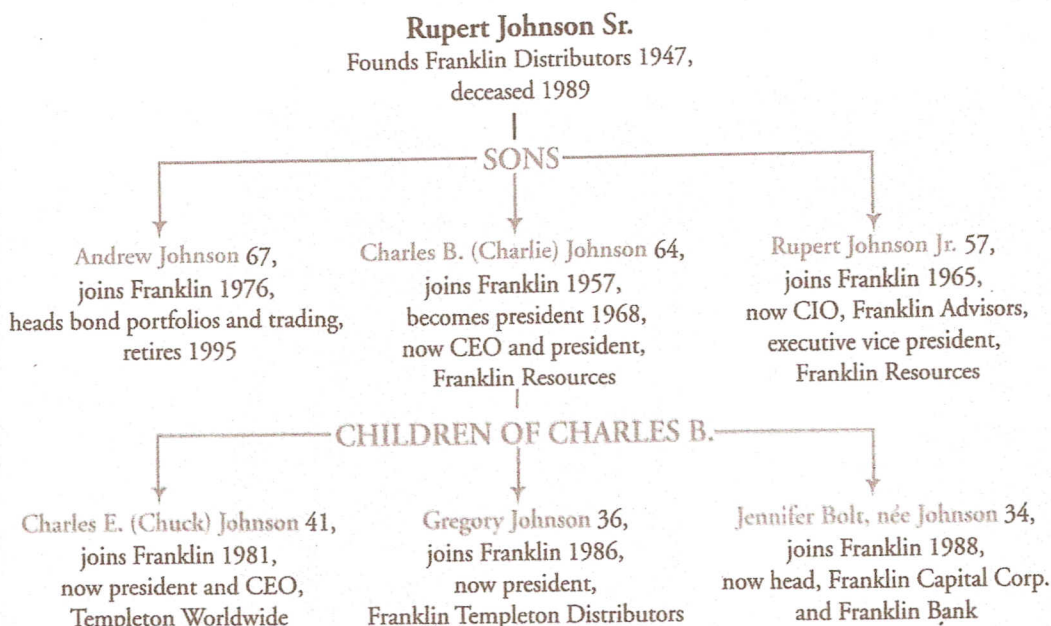 Rupert Johnson Sr.
Founds Franklin Distributors 1947,
deceased 1989
SONS
Andrew Johnson 67,
joins Franklin 1976,
heads bond portfolios and trading,
retires 1995
Charles B. (Charlie) Johnson 64,
joins Franklin 1957,
becomes president 1968,
now CEO and president,
Franklin Resources
Rupert Johnson Jr. 57,
joins Franklin 1965,
now CIO, Franklin Advisors,
executive vice president,
Franklin Resources
CHILDREN OF CHARLES B.
Charles E. (Chuck) Johnson 41,
joins Franklin 1981,
now president and CEO,
Templeton Worldwide
Gregory Johnson 36,
joins Franklin 1986,
now president,
Franklin Templeton Distributors
Jennifer Bolt, née Johnson 34,
joins Franklin 1988,
now head, Franklin Capital Corp.
and Franklin Bank